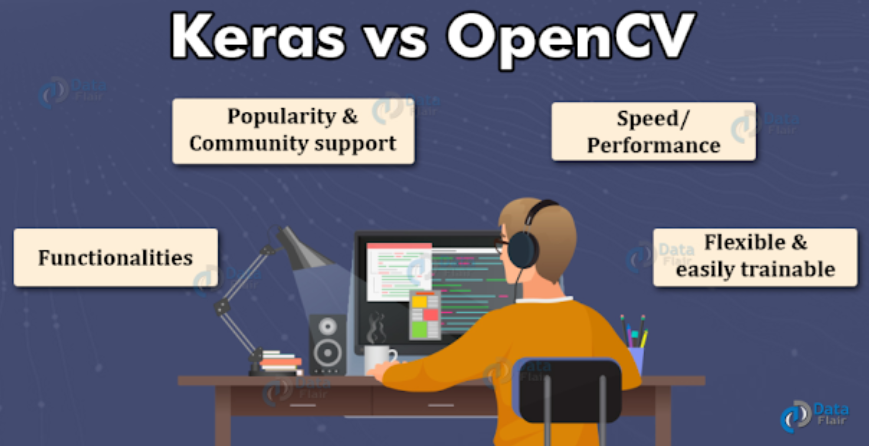 Keras vs OpenCV
Popularity &
Community support
Speed/
Performance
Functionalities
Flexible &
easily trainable
Data
Flair